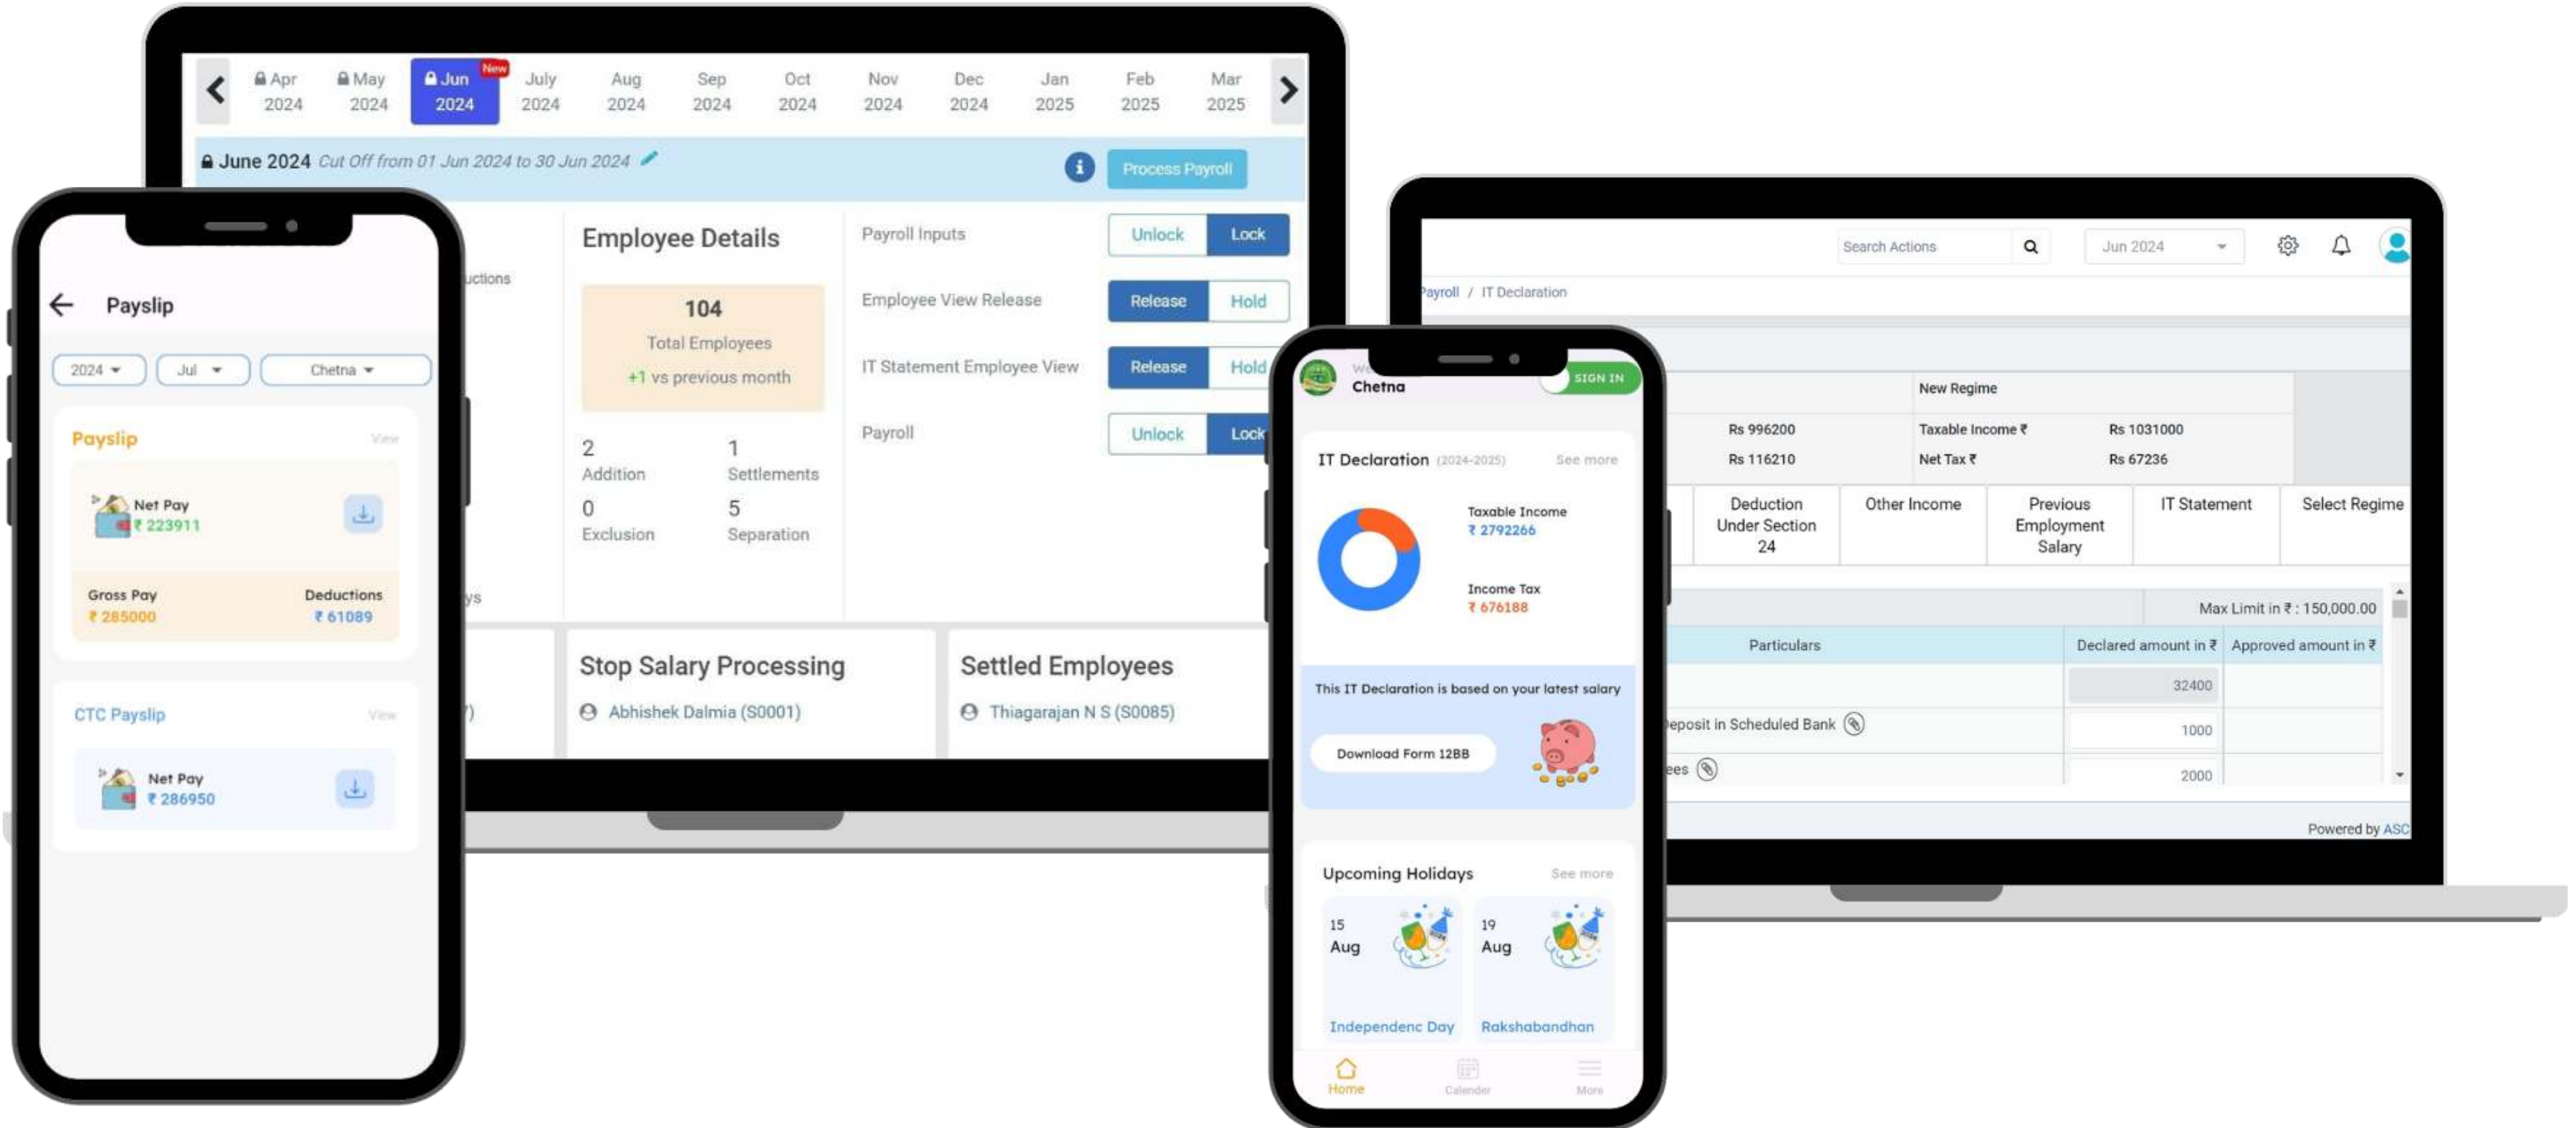 Apr 2024
May 2024
Jun 2024
New
July 2024
Aug 2024
Sep 2024
Oct 2024
Nov 2024
Dec 2024
Jan 2025
Feb 2025
Mar 2025
June 2024 Cut Off from 01 Jun 2024 to 30 Jun 2024
Process Payroll
uctions
Employee Details
104
Total Employees
+1 vs previous month
2
Addition
1
Settlements
0
Exclusion
5
Separation
Payroll Inputs
Unlock Lock
Employee View Release
Release Hold
IT Statement Employee View
Release Hold
Payroll
Unlock Lock
ys
Stop Salary Processing
Abhishek Dalmia (S0001)
Settled Employees
Thiagarajan N S (S0085)
Payslip
2024 Jul Chetna
Payslip View
Net Pay
₹ 223911
Gross Pay
₹ 285000
Deductions
₹ 61089
CTC Payslip View
Net Pay
₹ 286950
Chetna
SIGN IN
IT Declaration (2024-2025) See more
Taxable Income
₹ 2792266
Income Tax
₹ 676188
This IT Declaration is based on your latest salary
Download Form 12BB
Upcoming Holidays See more
15
Aug
Independenc Day
19
Aug
Rakshabandhan
Home Calender More
Search Actions
Jun 2024
Payroll / IT Declaration
New Regime
Rs 996200 Taxable Income ₹ Rs 1031000
Rs 116210 Net Tax ₹ Rs 67236
Deduction
Under Section
24
Other Income
Previous
Employment
Salary
IT Statement
Select Regime
Max Limit in ₹ : 150,000.00
Particulars Declared amount in ₹ Approved amount in ₹
32400
Deposit in Scheduled Bank 1000
ees 2000
Powered by ASC